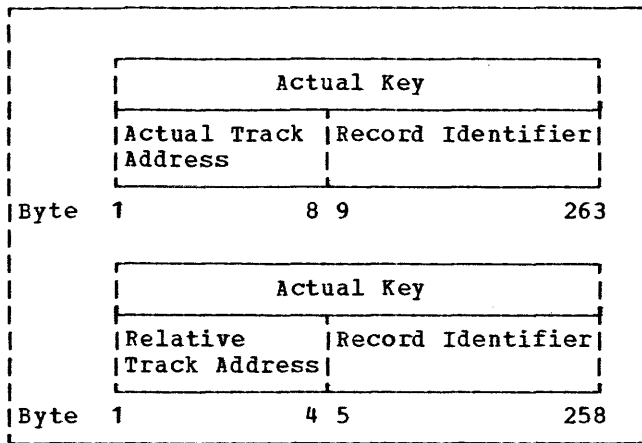 Actual Key
Actual Track Record Identifier
Address
Byte 1 8 9 263
Actual Key
Relative Record Identifier
Track Address
Byte 1 4 5 258